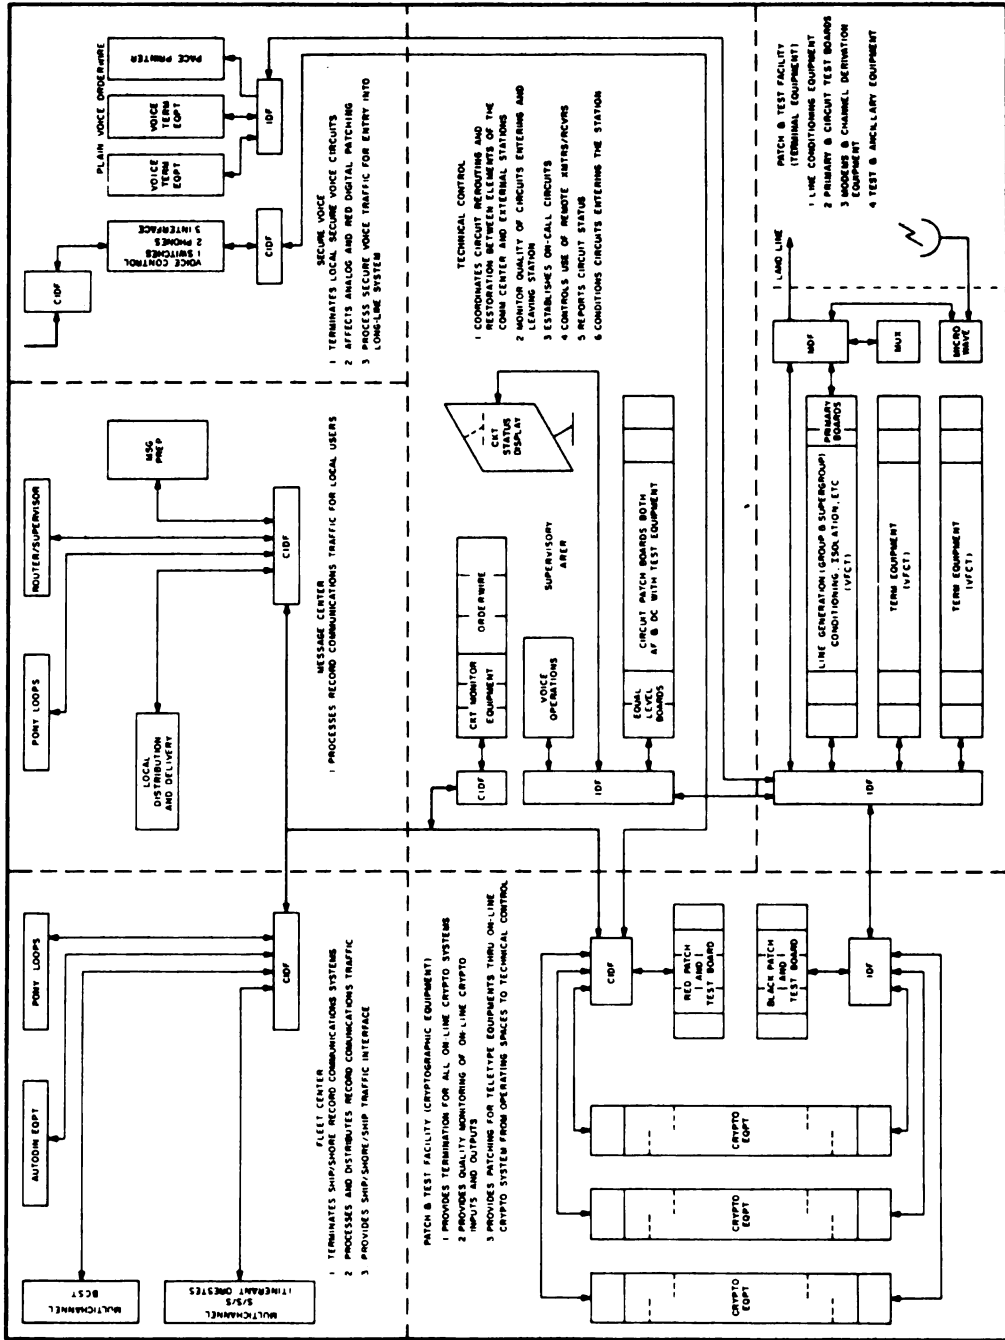 MULTICHANNEL
BCST
MULTICHANNEL
S/S/S
ITINERANT ORESTES
AUTODIN EQPT
PONY LOOPS
CIDF
FLEET CENTER
1 TERMINATES SHIP/SHORE RECORD COMMUNICATIONS SYSTEMS
2 PROCESSES AND DISTRIBUTES RECORD COMUNICATIONS TRAFFIC
3 PROVIDES SHIP/SHORE/SHIP TRAFFIC INTERFACE
PONY LOOPS
ROUTER/SUPERVISOR
LOCAL
DISTRIBUTION
AND DELIVERY
MSG
PREP
CIDF
MESSAGE CENTER
1 PROCESSES RECORD COMMUNICATIONS TRAFFIC FOR LOCAL USERS
CIDF
VOICE CONTROL
1 SWITCHES
2 PHONES
3 INTERFACE
CIDF
PLAIN VOICE ORDERWIRE
VOICE
TERM
EQPT
VOICE
TERM
EQPT
PACE PRINTER
IDF
SECURE VOICE
1 TERMINATES LOCAL SECURE VOICE CIRCUITS
2 AFFECTS ANALOG AND RED DIGITAL PATCHING
3 PROCESS SECURE VOICE TRAFFIC FOR ENTRY INTO
LONG-LINE SYSTEM
PATCH & TEST FACILITY (CRYPTOGRAPHIC EQUIPMENT)
1 PROVIDES TERMINATION FOR ALL ON-LINE CRYPTO SYSTEMS
2 PROVIDES QUALITY MONITORING OF ON-LINE CRYPTO
INPUTS AND OUTPUTS
3 PROVIDES PATCHING FOR TELETYPE EQUIPMENTS THRU ON-LINE
CRYPTO SYSTEM FROM OPERATING SPACES TO TECHNICAL CONTROL
CRYPTO
EQPT
CRYPTO
EQPT
CRYPTO
EQPT
CIDF
RED PATCH
AND
TEST BOARD
BLACK PATCH
AND
TEST BOARD
IDF
CIDF
CRT MONITOR
EQUIPMENT
ORDERWIRE
VOICE
OPERATIONS
SUPERVISORY
ARER
CKT
STATUS
DISPLAY
IDF
EQUAL
LEVEL
BOARDS
CIRCUIT PATCH BOARDS BOTH
AF & DC WITH TEST EQUIPMENT
TECHNICAL CONTROL
1 COORDINATES CIRCUIT REROUTING AND
RESTORATION BETWEEN ELEMENTS OF THE
COMM CENTER AND EXTERNAL STATIONS
2 MONITOR QUALITY OF CIRCUITS ENTERING AND
LEAVING STATION
3 ESTABLISHES ON-CALL CIRCUITS
4 CONTROLS USE OF REMOTE XMTRS/RCVRS
5 REPORTS CIRCUIT STATUS
6 CONDITIONS CIRCUITS ENTERING THE STATION
IDF
LINE GENERATION (GROUP & SUPERGROUP)
CONDITIONING, ISOLATION, ETC
(VFCT)
PRIMARY
BOARDS
TERM EQUIPMENT
(VFCT)
TERM EQUIPMENT
(VFCT)
MDF
MUX
MICRO
WAVE
LAND LINE
PATCH & TEST FACILITY
(TERMINAL EQUIPMENT)
1 LINE CONDITIONING EQUIPMENT
2 PRIMARY & CIRCUIT TEST BOARDS
3 MODEMS & CHANNEL DERIVATION
EQUIPMENT
4 TEST & ANCILLARY EQUIPMENT